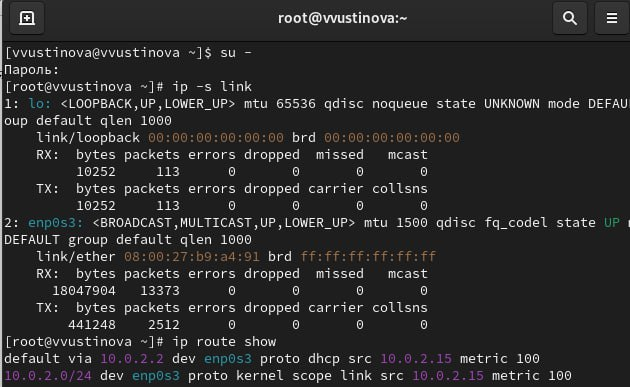 root@vvustinova:~
[vvustinova@vvustinova ~]$ su -
Пароль:
[root@vvustinova ~]# ip -s link
1: lo: <LOOPBACK,UP,LOWER_UP> mtu 65536 qdisc noqueue state UNKNOWN mode DEFAU
oup default qlen 1000
    link/loopback 00:00:00:00:00:00 brd 00:00:00:00:00:00
    RX:  bytes packets errors dropped  missed   mcast
         10252     113      0       0       0       0
    TX:  bytes packets errors dropped carrier collsns
         10252     113      0       0       0       0
2: enp0s3: <BROADCAST,MULTICAST,UP,LOWER_UP> mtu 1500 qdisc fq_codel state UP m
DEFAULT group default qlen 1000
    link/ether 08:00:27:b9:a4:91 brd ff:ff:ff:ff:ff:ff
    RX:  bytes packets errors dropped  missed   mcast
      18047904   13373      0       0       0       0
    TX:  bytes packets errors dropped carrier collsns
        441248    2512      0       0       0       0
[root@vvustinova ~]# ip route show
default via 10.0.2.2 dev enp0s3 proto dhcp src 10.0.2.15 metric 100
10.0.2.0/24 dev enp0s3 proto kernel scope link src 10.0.2.15 metric 100